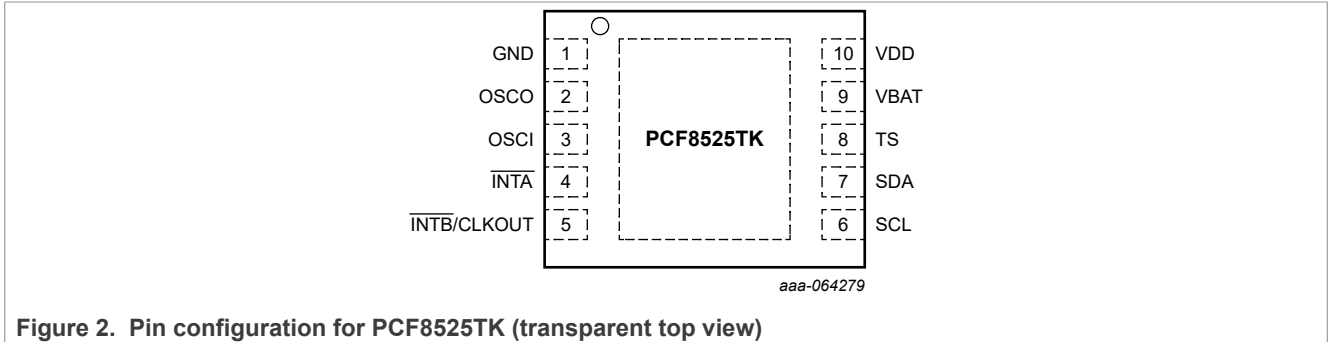 GND 1 10 VDD
OSCO 2 9 VBAT
OSCI 3 PCF8525TK 8 TS
INTA 4 7 SDA
INTB/CLKOUT 5 6 SCL
aaa-064279
Figure 2. Pin configuration for PCF8525TK (transparent top view)